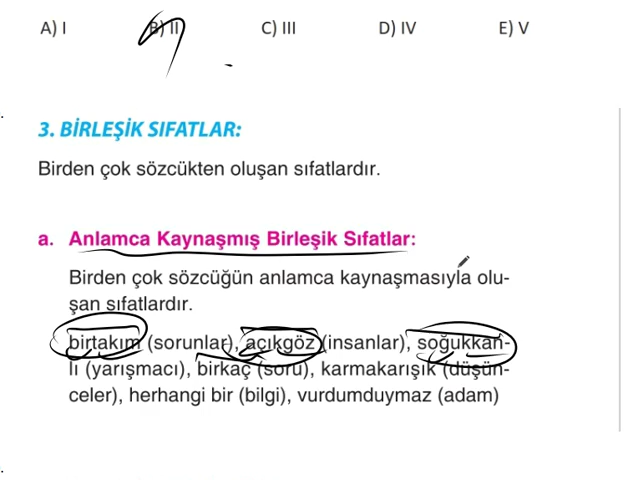 A) I B) II C) III D) IV E) V
3. BİRLEŞİK SIFATLAR:
Birden çok sözcükten oluşan sıfatlardır.
a. Anlamca Kaynaşmış Birleşik Sıfatlar:
Birden çok sözcüğün anlamca kaynaşmasıyla olu-
şan sıfatlardır.
birtakım (sorunlar), açıkgöz (insanlar), soğukkan-
lı (yarışmacı), birkaç (soru), karmakarışık (düşün-
celer), herhangi bir (bilgi), vurdumduymaz (adam)